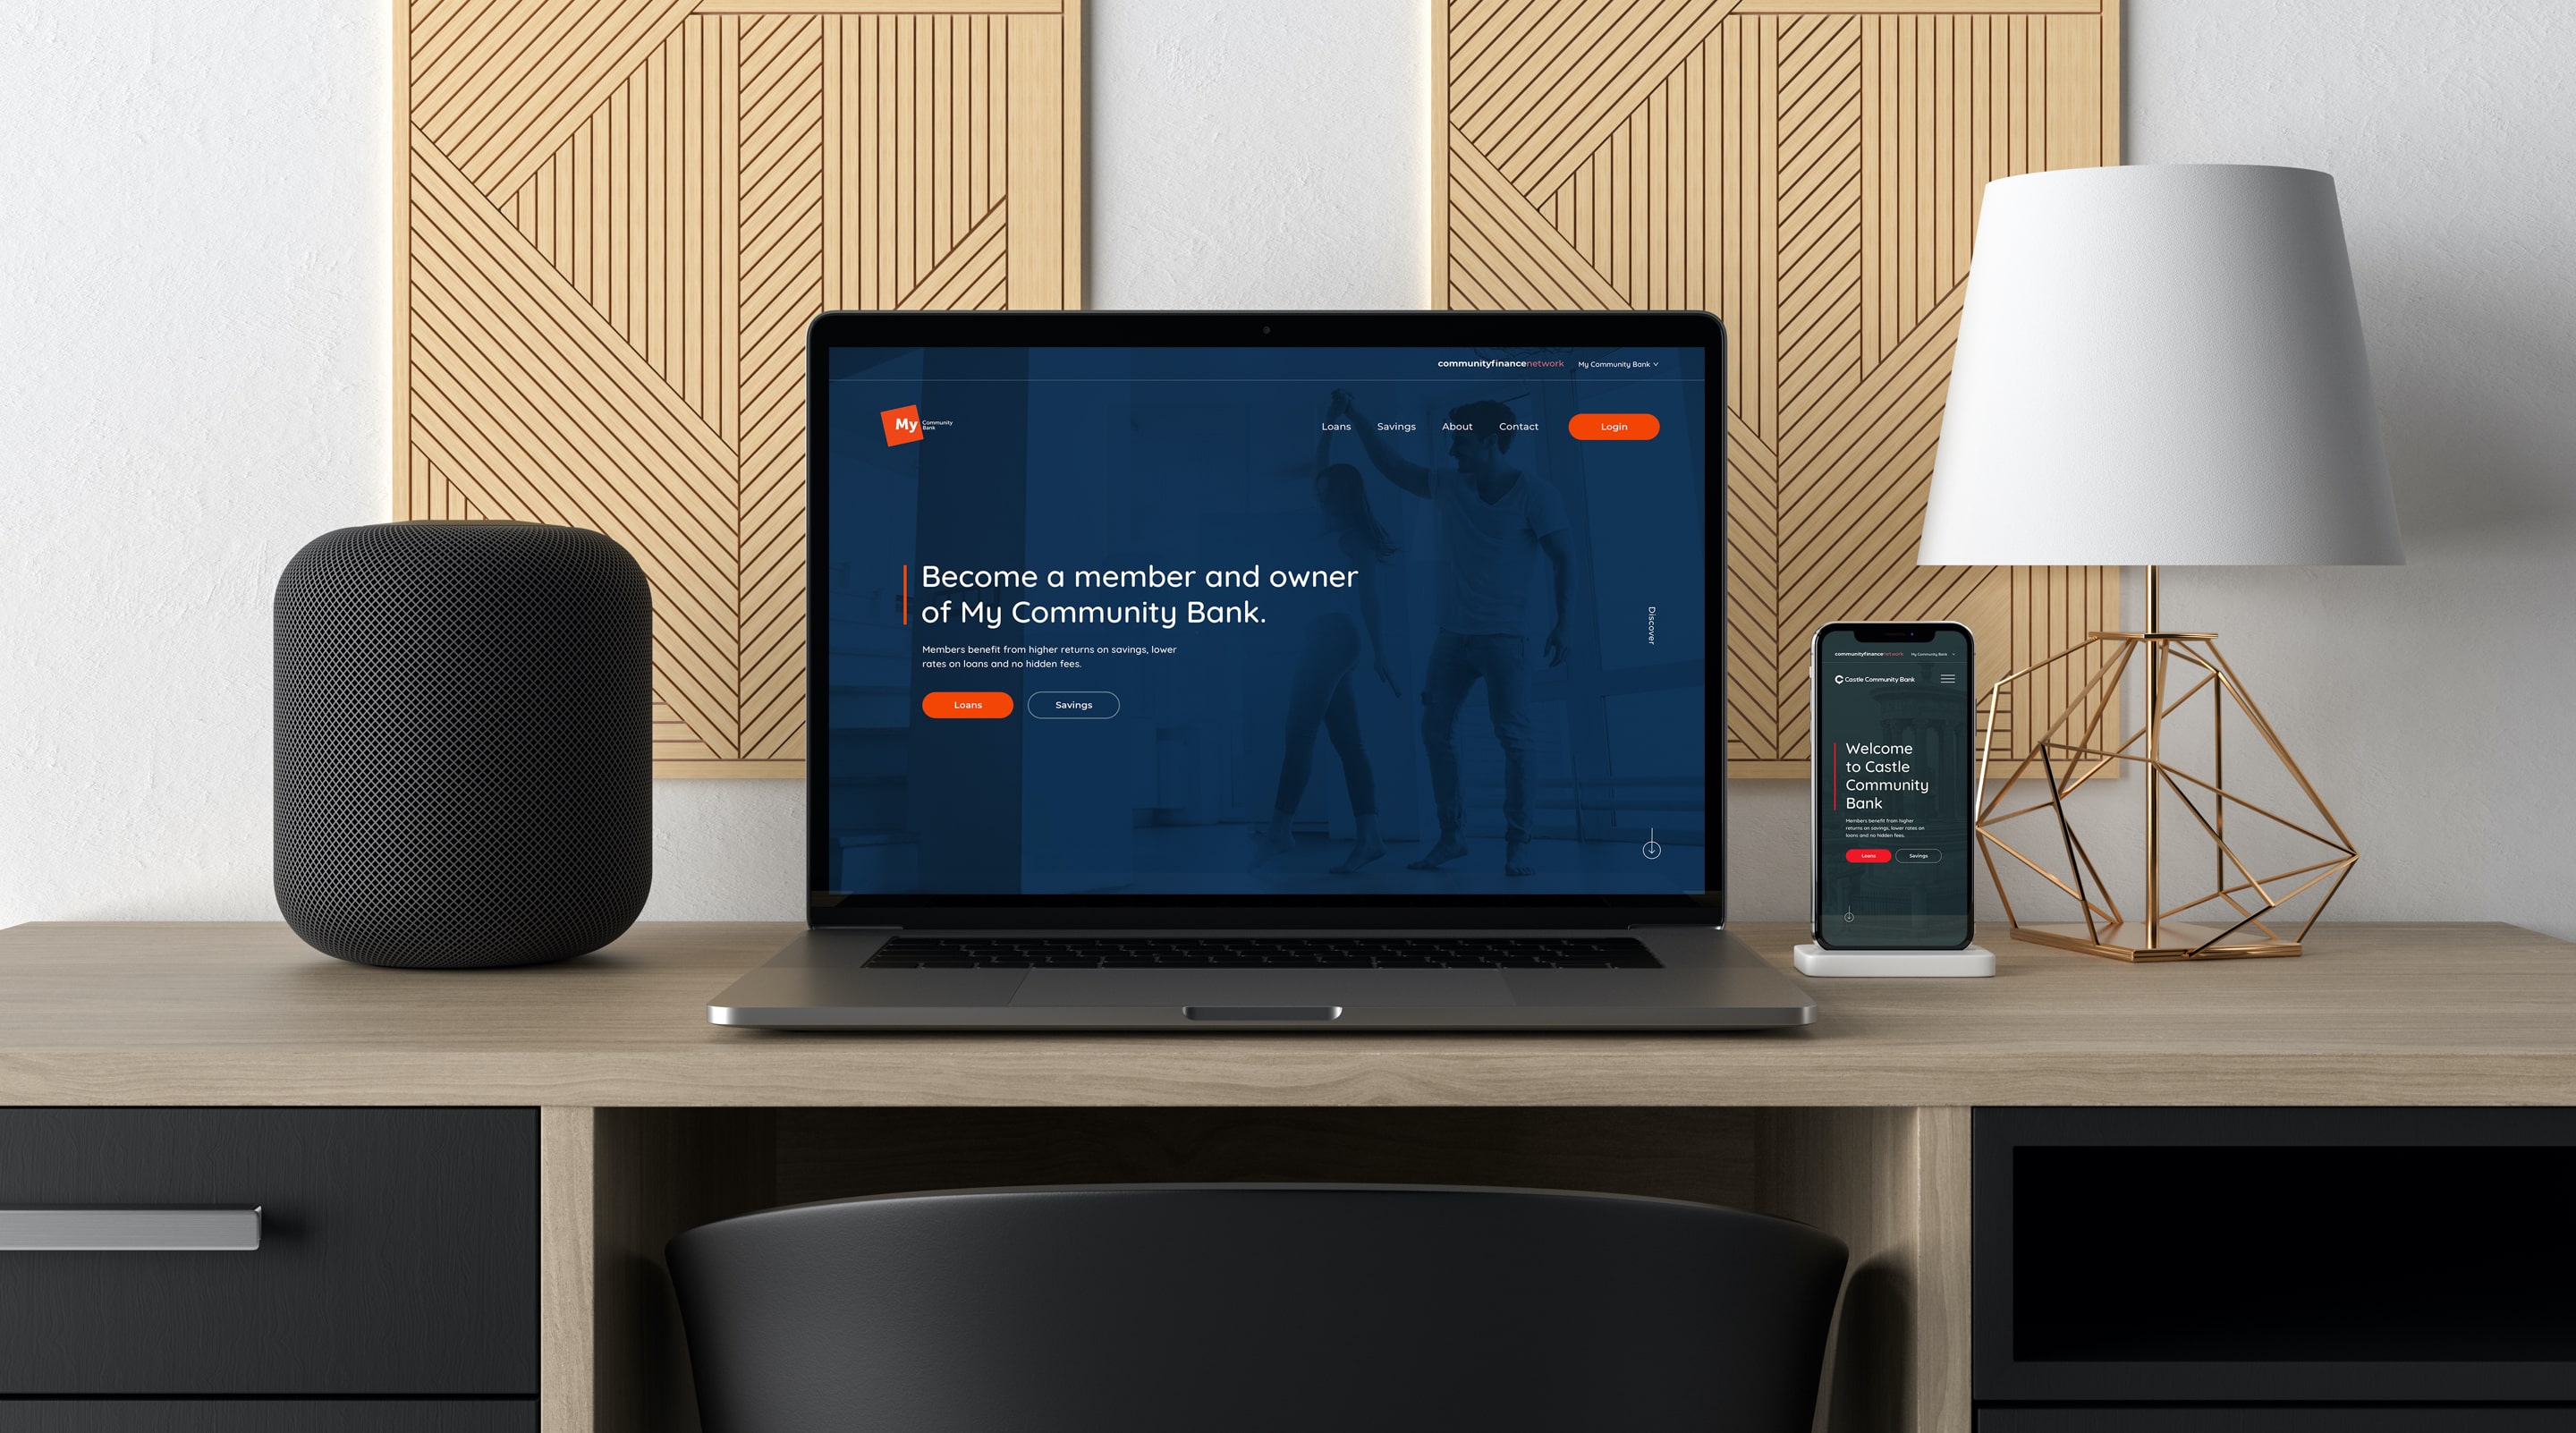 communityfinancenetwork My Community Bank
My Community
Bank
Loans Savings About Contact Login
Become a member and owner
of My Community Bank.
Members benefit from higher returns on savings, lower
rates on loans and no hidden fees.
Loans Savings
Discover
communityfinancenetwork My Community Bank
Castle Community Bank
Welcome
to Castle
Community
Bank
Members benefit from higher
returns on savings, lower rates on
loans and no hidden fees.
Loans Savings